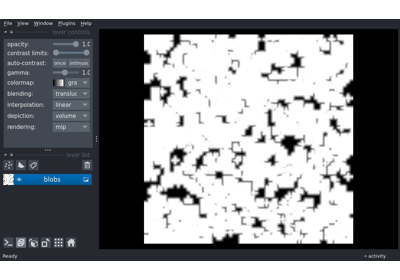 File View Window Plugins Help
layer controls
opacity: 1.0
contrast limits:
auto-contrast: once
gamma: 1.0
colormap: gra
blending: translu
interpolation: linear
depiction: volume
rendering: mip
layer list
blobs
Ready activity